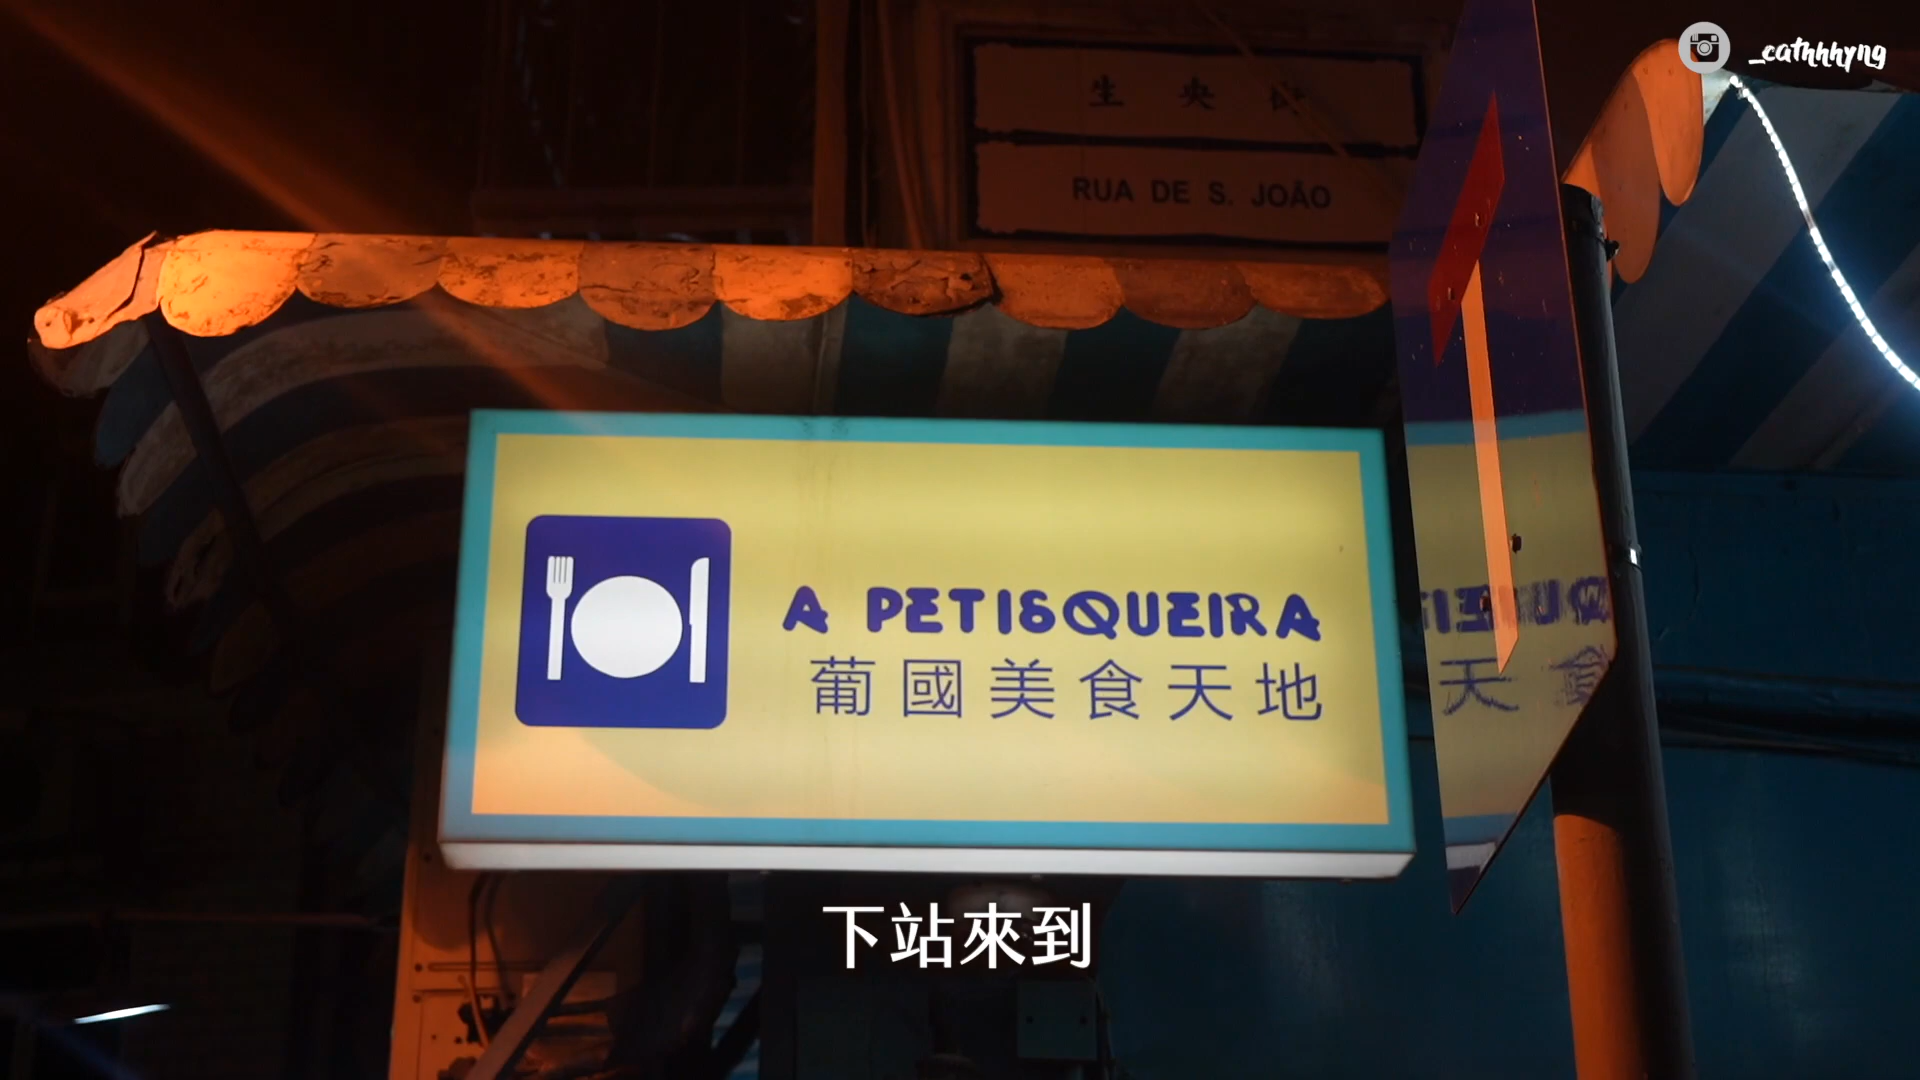 _cathhhyng
生央街
RUA DE S. JOÃO
A PETISQUEIRA
葡國美食天地
下站來到